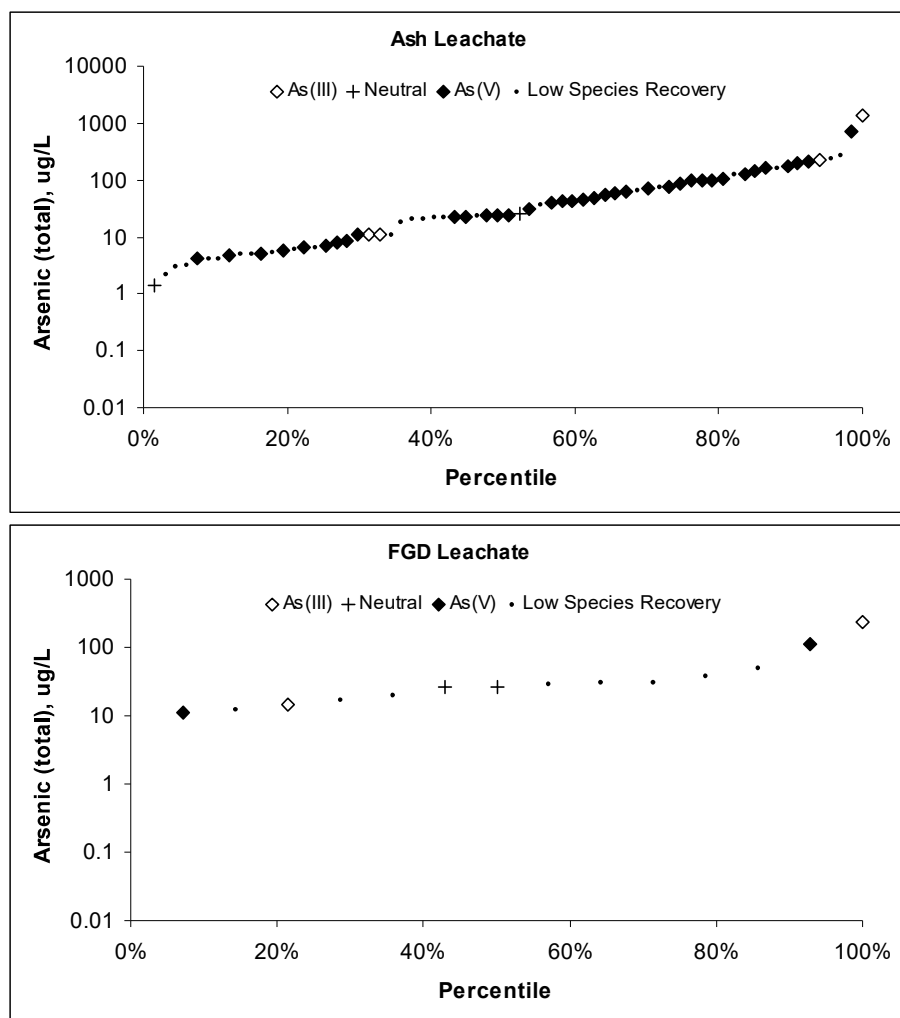 Ash Leachate
10000
1000
100
10
1
0.1
0.01
Arsenic (total), ug/L
As(III) Neutral As(V) Low Species Recovery
0% 20% 40% 60% 80% 100%
Percentile
FGD Leachate
1000
100
10
1
0.1
0.01
Arsenic (total), ug/L
As(III) Neutral As(V) Low Species Recovery
0% 20% 40% 60% 80% 100%
Percentile